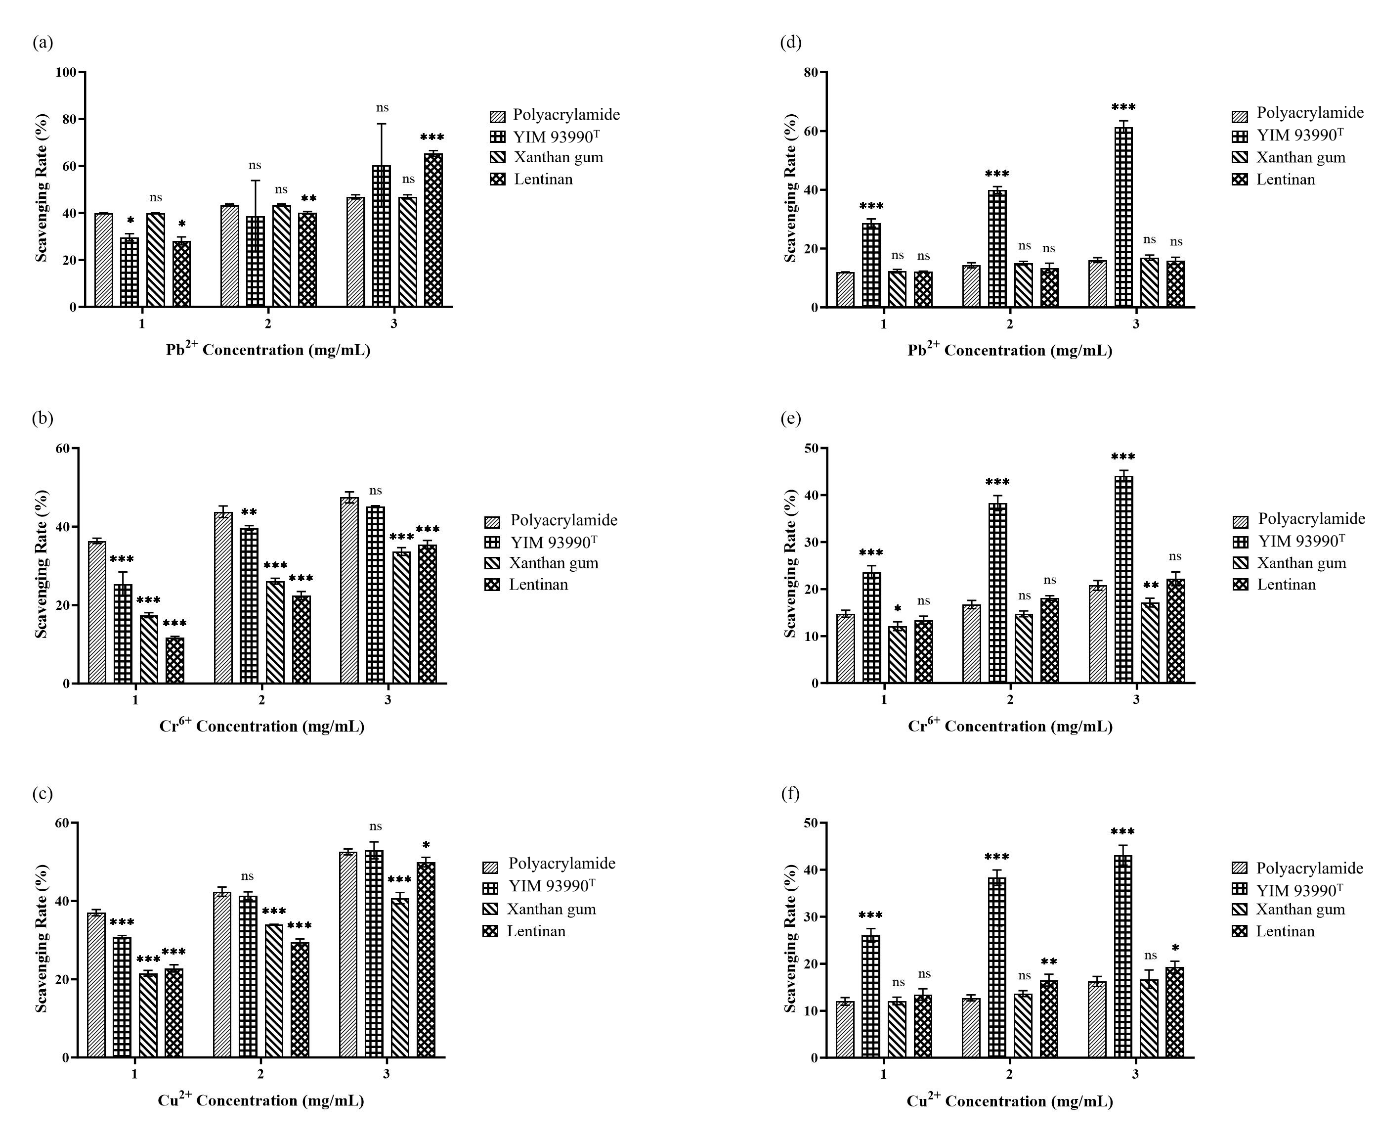 (a)
100
80
60
40
20
0
Scavenging Rate (%)
* ns *
ns ns **
ns ns ***
1 2 3
Pb2+ Concentration (mg/mL)
Polyacrylamide
YIM 93990T
Xanthan gum
Lentinan
(d)
80
60
40
20
0
Scavenging Rate (%)
*** ns ns
*** ns ns
*** ns ns
1 2 3
Pb2+ Concentration (mg/mL)
Polyacrylamide
YIM 93990T
Xanthan gum
Lentinan
(b)
60
40
20
0
Scavenging Rate (%)
*** *** ***
** *** ***
ns *** ***
1 2 3
Cr6+ Concentration (mg/mL)
Polyacrylamide
YIM 93990T
Xanthan gum
Lentinan
(e)
50
40
30
20
10
0
Scavenging Rate (%)
*** * ns
*** ns ns
*** ** ns
1 2 3
Cr6+ Concentration (mg/mL)
Polyacrylamide
YIM 93990T
Xanthan gum
Lentinan
(c)
60
40
20
0
Scavenging Rate (%)
*** *** ***
ns *** ***
ns *** *
1 2 3
Cu2+ Concentration (mg/mL)
Polyacrylamide
YIM 93990T
Xanthan gum
Lentinan
(f)
50
40
30
20
10
0
Scavenging Rate (%)
*** ns ns
*** ns **
*** ns *
1 2 3
Cu2+ Concentration (mg/mL)
Polyacrylamide
YIM 93990T
Xanthan gum
Lentinan